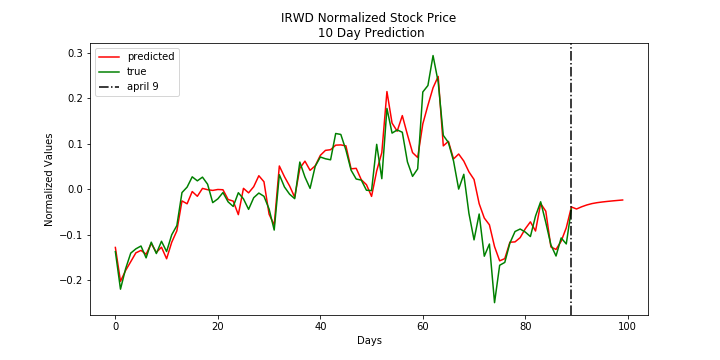 IRWD Normalized Stock Price
10 Day Prediction
predicted
true
april 9
Normalized Values
0.3
0.2
0.1
0.0
−0.1
−0.2
0
20
40
60
80
100
Days